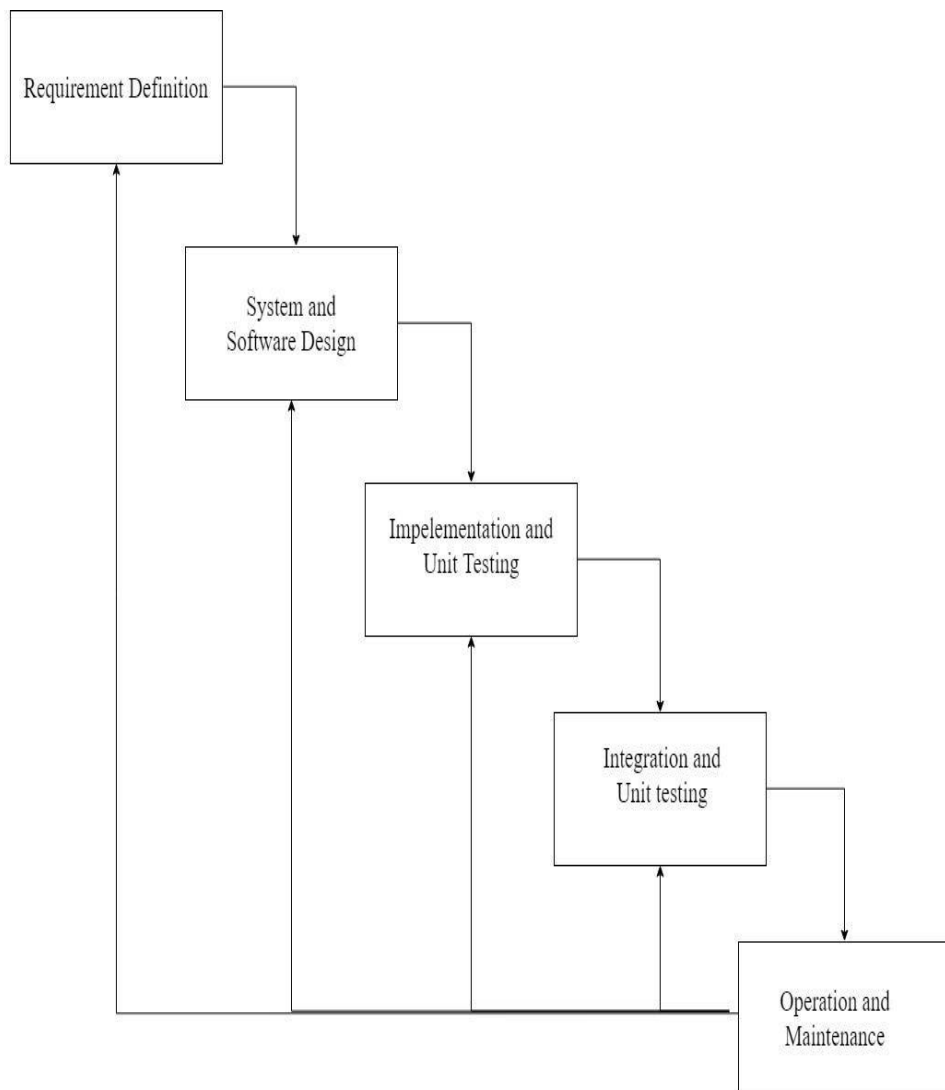 Requirement Definition
System and
Software Design
Impelementation and
Unit Testing
Integration and
Unit testing
Operation and
Maintenance